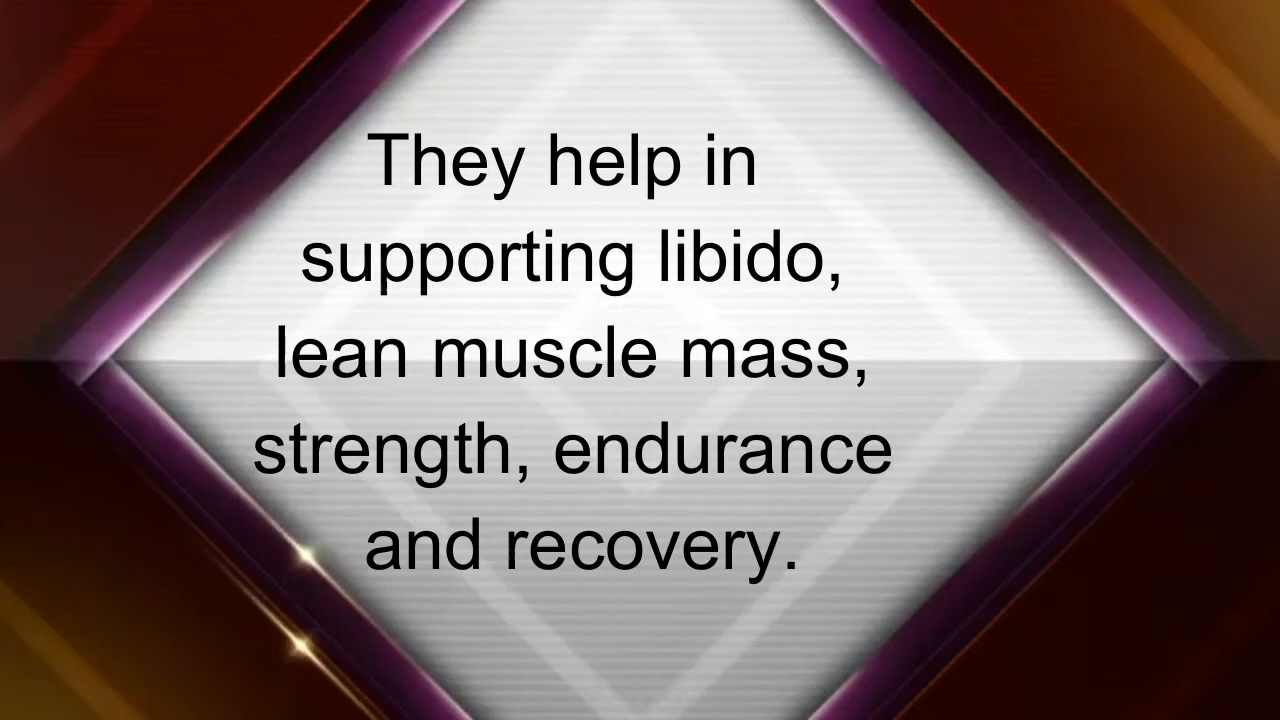 They help in
supporting libido,
lean muscle mass,
strength, endurance
and recovery.